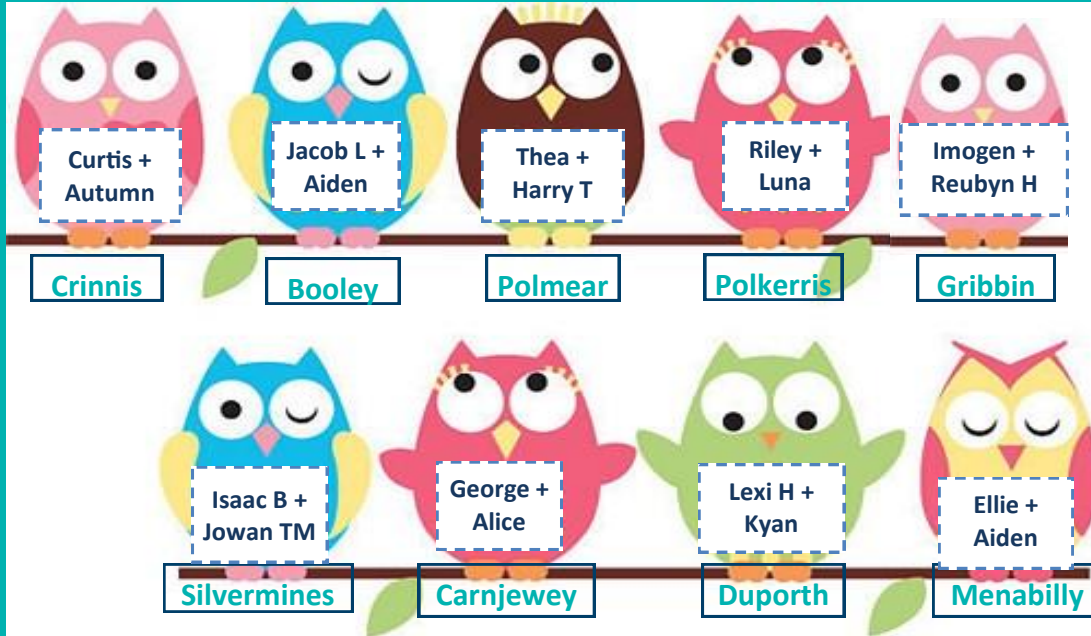 Curtis +
Autumn
Jacob L +
Aiden
Thea +
Harry T
Riley +
Luna
Imogen +
Reubyn H
Crinnis
Booley
Polmear
Polkerris
Gribbin
Isaac B +
Jowan TM
George +
Alice
Lexi H +
Kyan
Ellie +
Aiden
Silvermines
Carnjewey
Duporth
Menabilly